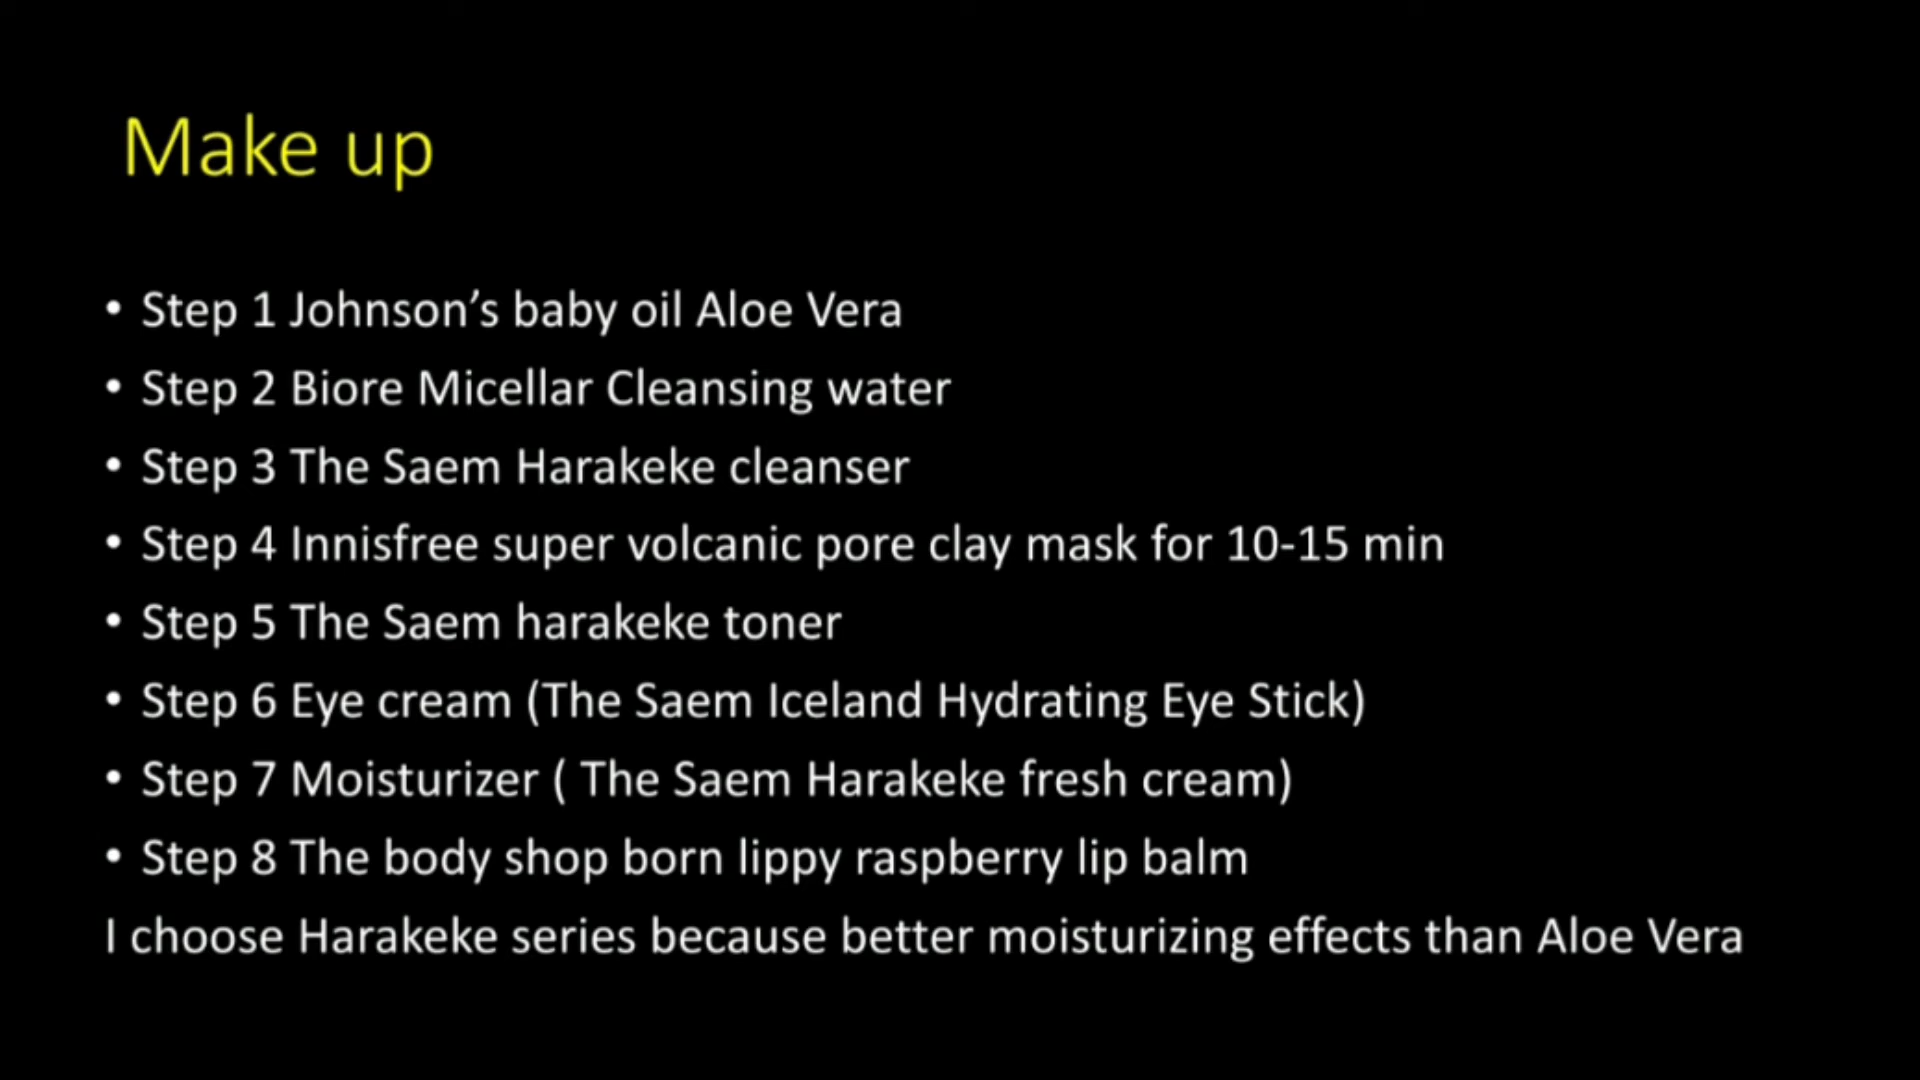 Make up
• Step 1 Johnson’s baby oil Aloe Vera
• Step 2 Biore Micellar Cleansing water
• Step 3 The Saem Harakeke cleanser
• Step 4 Innisfree super volcanic pore clay mask for 10-15 min
• Step 5 The Saem harakeke toner
• Step 6 Eye cream (The Saem Iceland Hydrating Eye Stick)
• Step 7 Moisturizer ( The Saem Harakeke fresh cream)
• Step 8 The body shop born lippy raspberry lip balm
I choose Harakeke series because better moisturizing effects than Aloe Vera